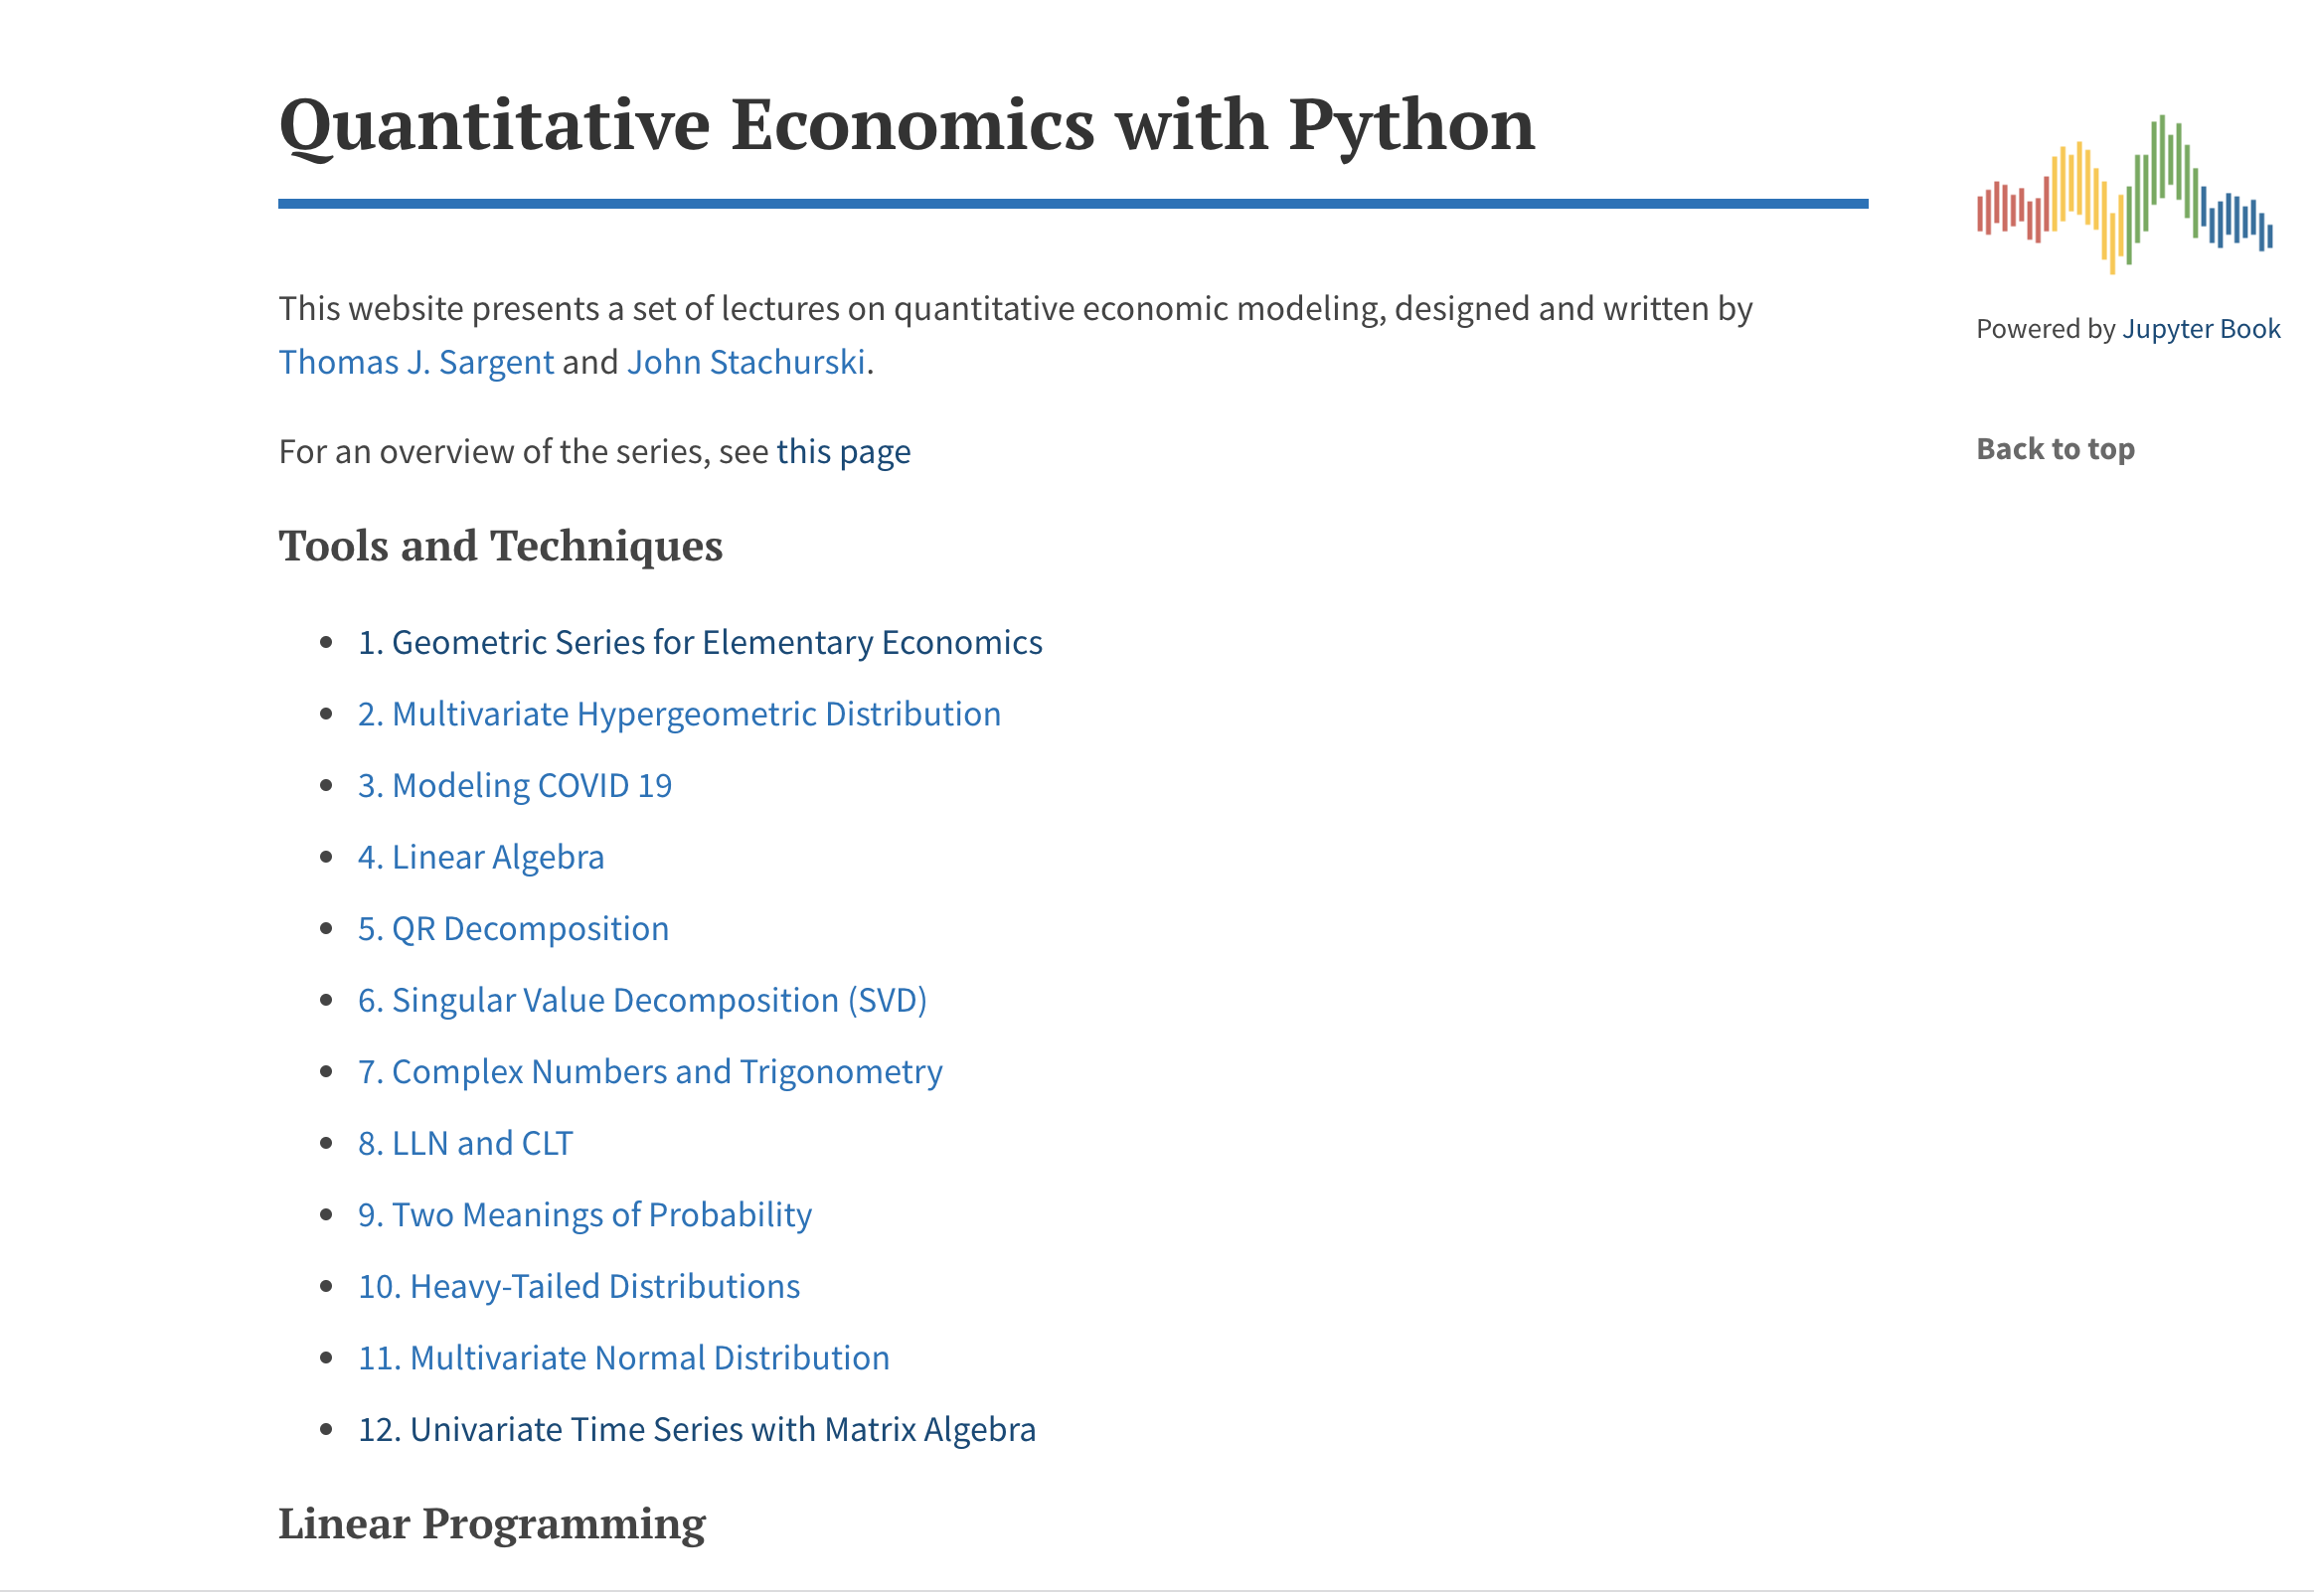 Quantitative Economics with Python
This website presents a set of lectures on quantitative economic modeling, designed and written by
Thomas J. Sargent and John Stachurski.
For an overview of the series, see this page
Tools and Techniques
1. Geometric Series for Elementary Economics
2. Multivariate Hypergeometric Distribution
3. Modeling COVID 19
4. Linear Algebra
5. QR Decomposition
6. Singular Value Decomposition (SVD)
7. Complex Numbers and Trigonometry
8. LLN and CLT
9. Two Meanings of Probability
10. Heavy-Tailed Distributions
11. Multivariate Normal Distribution
12. Univariate Time Series with Matrix Algebra
Linear Programming
Powered by Jupyter Book
Back to top